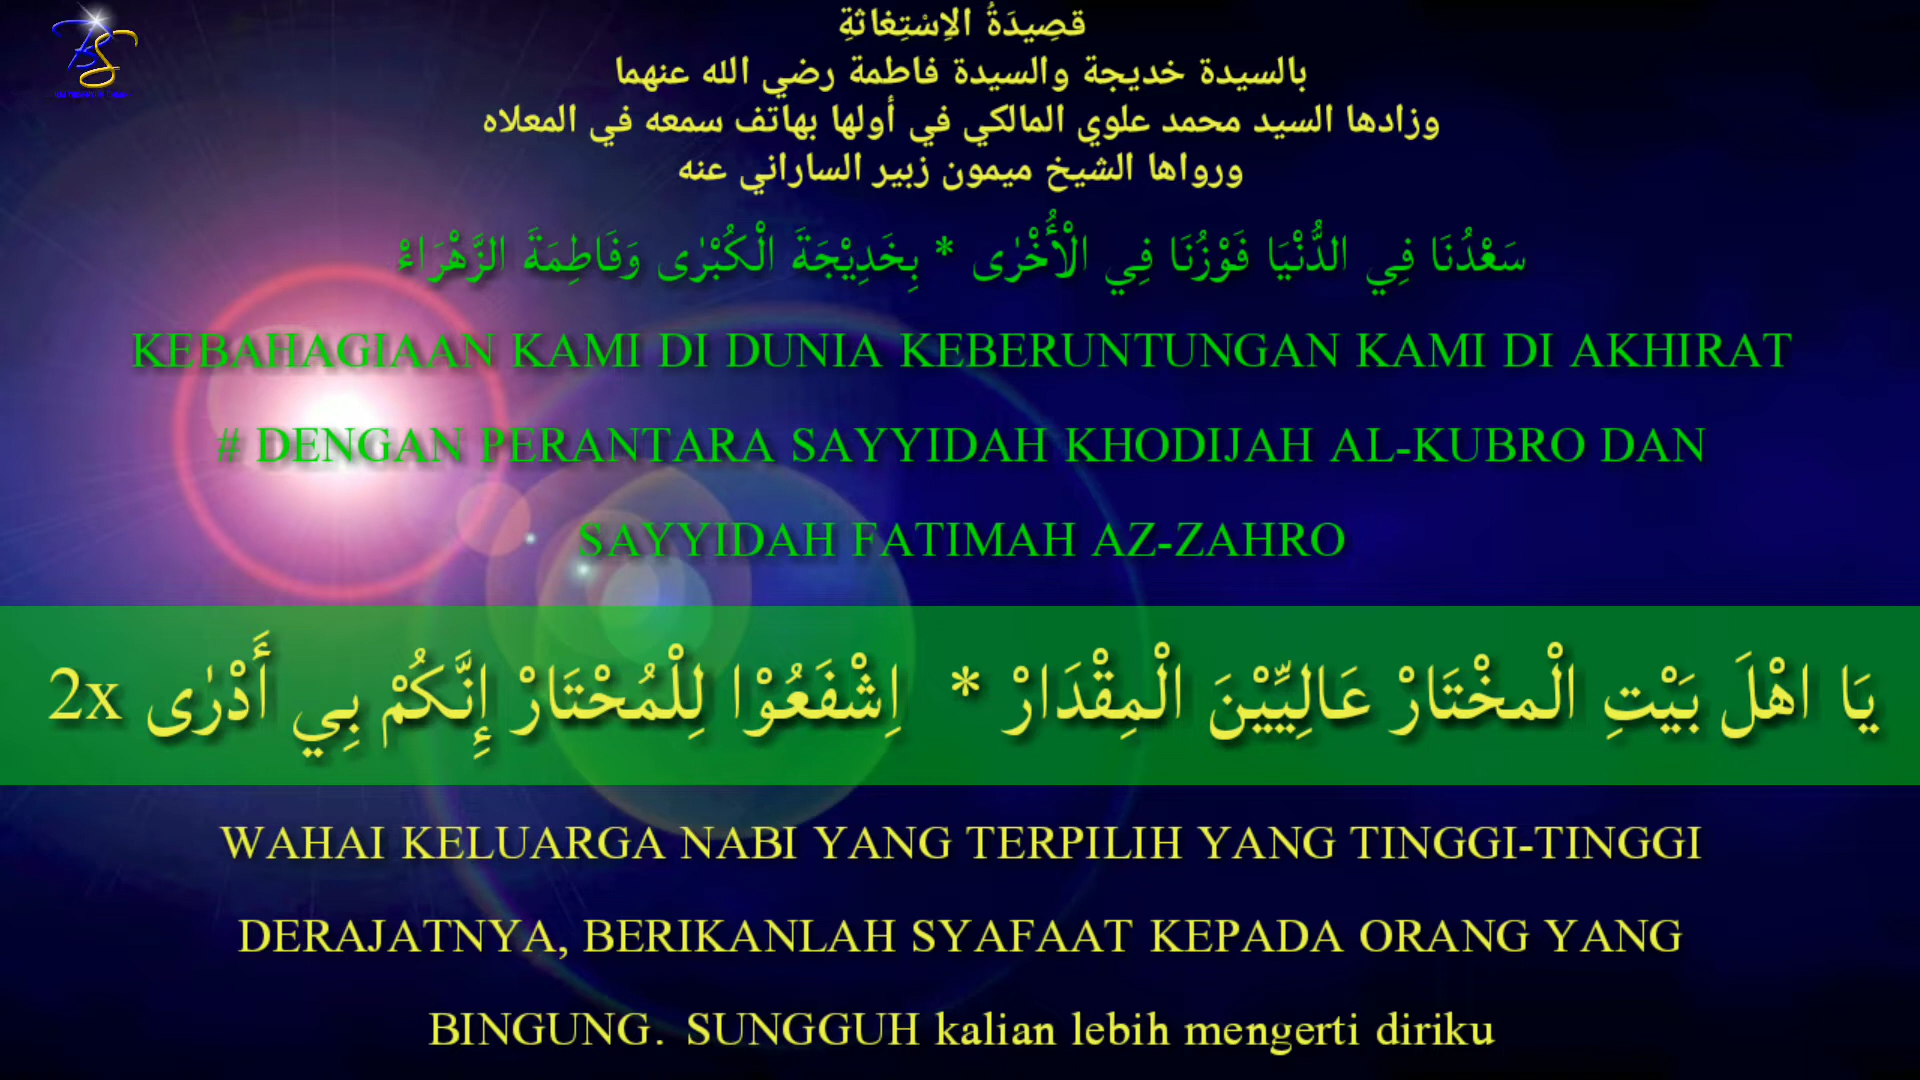 قصِيدَةُ الاِسْتِغاثةِ
بالسيدة خديجة والسيدة فاطمة رضي الله عنهما
وزادها السيد محمد علوي المالكي في أولها بهاتف سمعه في المعلاه
ورواها الشيخ ميمون زبير الساراني عنه
سَعْدُنَا فِي الدُّنْيَا فَوْزُنَا فِي الْأُخْرٰى * بِخَدِيْجَةَ الْكُبْرٰى وَفَاطِمَةَ الزَّهْرَاءْ
KEBAHAGIAAN KAMI DI DUNIA KEBERUNTUNGAN KAMI DI AKHIRAT
# DENGAN PERANTARA SAYYIDAH KHODIJAH AL-KUBRO DAN
SAYYIDAH FATIMAH AZ-ZAHRO
يَا اهْلَ بَيْتِ الْمخْتَارْ عَالِيِّيْنَ الْمِقْدَارْ * اِشْفَعُوْا لِلْمُحْتَارْ إِنَّكُمْ بِي أَدْرٰى 2x
WAHAI KELUARGA NABI YANG TERPILIH YANG TINGGI-TINGGI
DERAJATNYA, BERIKANLAH SYAFAAT KEPADA ORANG YANG
BINGUNG. SUNGGUH kalian lebih mengerti diriku